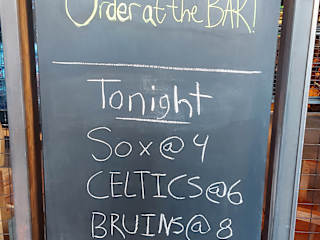 Order at the BAR!
Tonight
Sox@4
CELTICS@6
BRUINS@8